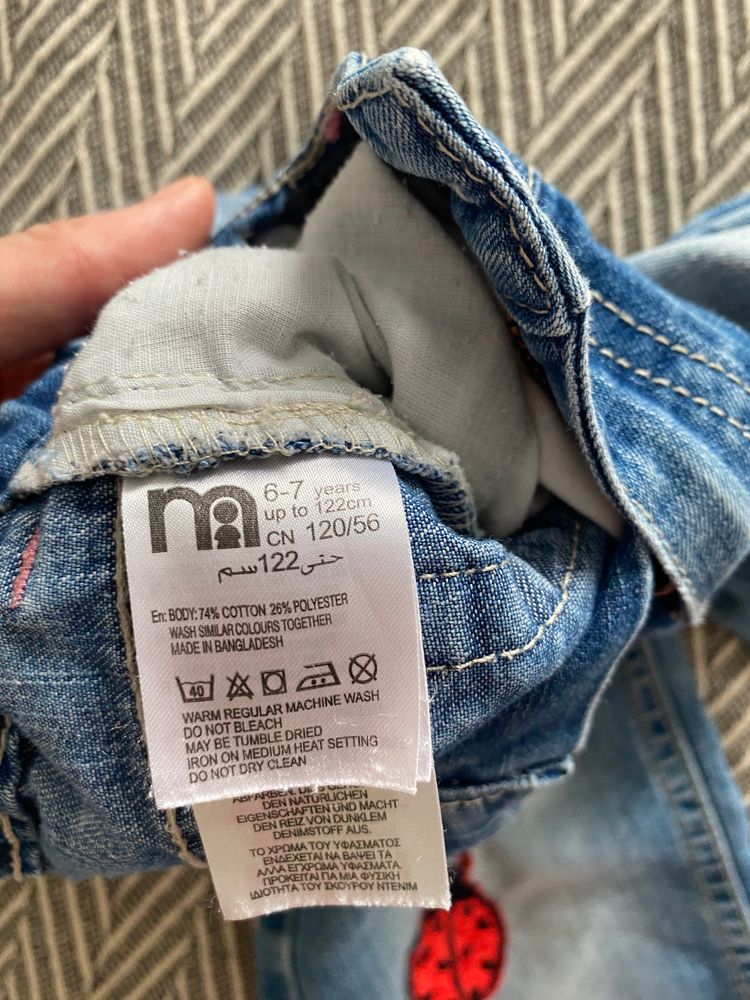 m
6-7 years
up to 122cm
CN 120/56
حتى 122سم
En: BODY: 74% COTTON 26% POLYESTER
WASH SIMILAR COLOURS TOGETHER
MADE IN BANGLADESH
40
WARM REGULAR MACHINE WASH
DO NOT BLEACH
MAY BE TUMBLE DRIED
IRON ON MEDIUM HEAT SETTING
DO NOT DRY CLEAN
DEN NATÜRLICHEN
EIGENSCHAFTEN UND MACHT
DEN REIZ VON DUNKLEM
DENIMSTOFF AUS.
ΤΟ ΧΡΩΜΑ ΤΟΥ ΥΦΑΣΜΑΤΟΣ
ΕΝΔΕΧΕΤΑΙ ΝΑ ΒΑΨΕΙ ΤΑ
ΑΛΛΑ ΕΓΧΡΩΜΑ ΥΦΑΣΜΑΤΑ.
ΠΡΟΚΕΙΤΑΙ ΓΙΑ ΜΙΑ ΦΥΣΙΚΗ
ΙΔΙΟΤΗΤΑ ΤΟΥ ΣΚΟΥΡΟΥ ΝΤΕΝΙΜ